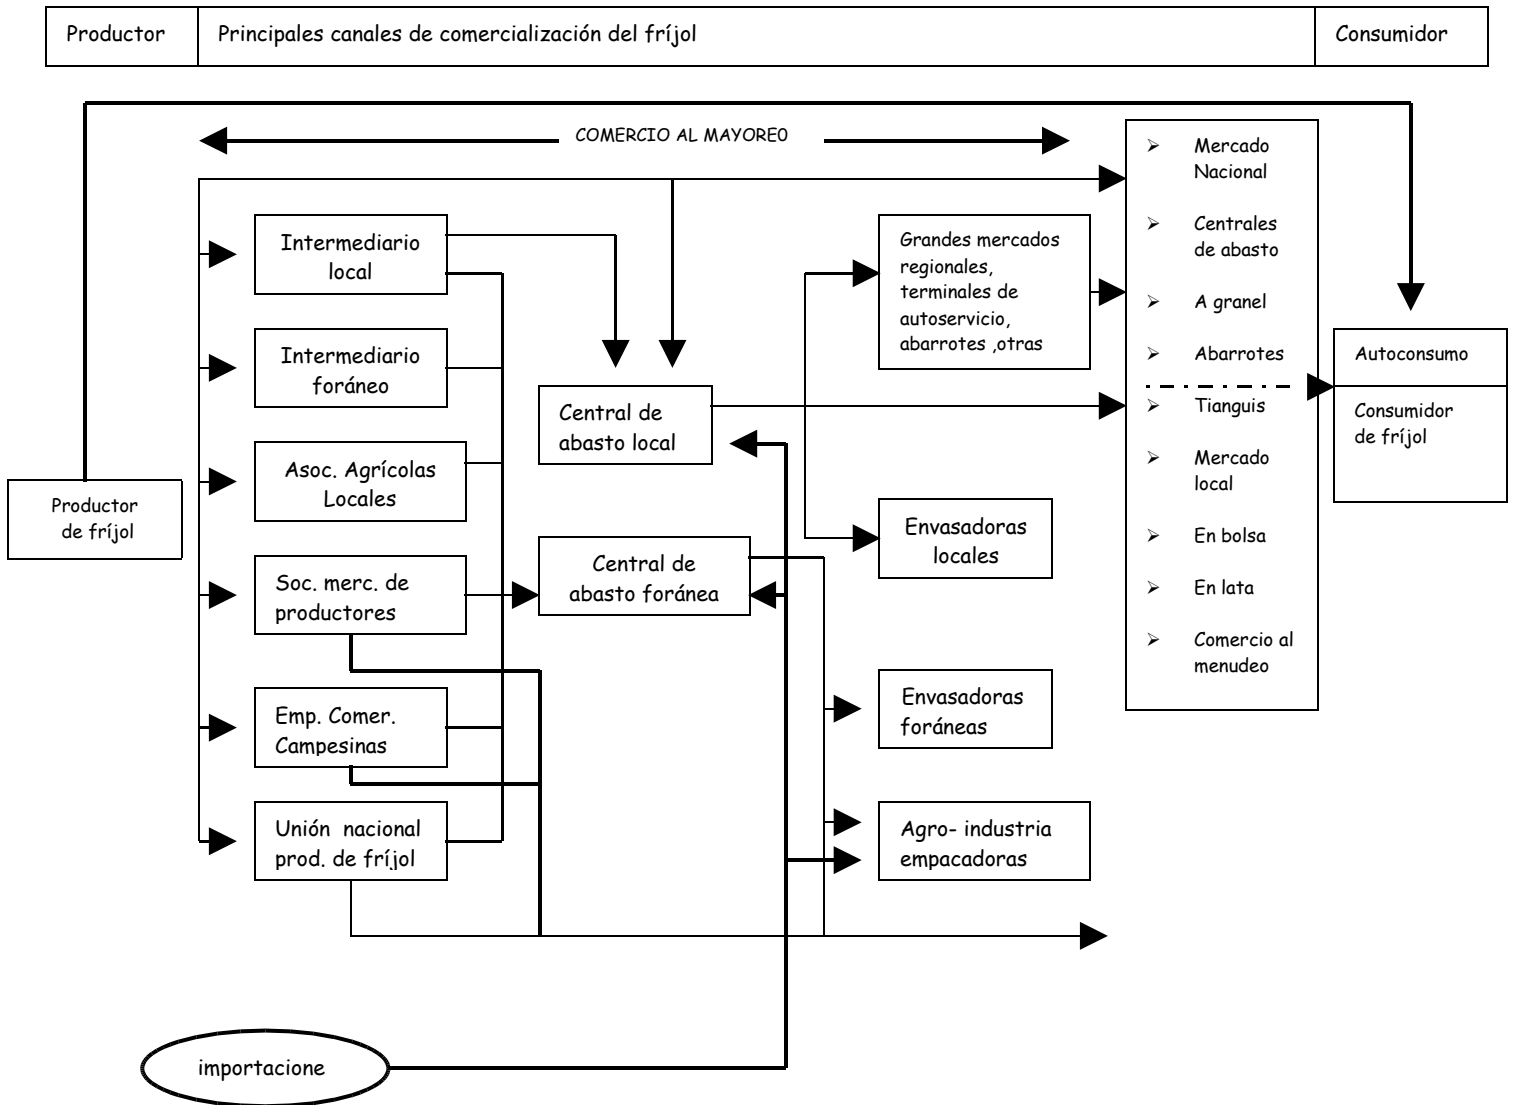 Productor
Principales canales de comercialización del fríjol
Consumidor
COMERCIO AL MAYORE0
Productor
de fríjol
Intermediario
local
Intermediario
foráneo
Asoc. Agrícolas
Locales
Soc. merc. de
productores
Emp. Comer.
Campesinas
Unión nacional
prod. de fríjol
importacione
Central de
abasto local
Central de
abasto foránea
Grandes mercados
regionales,
terminales de
autoservicio,
abarrotes ,otras
Envasadoras
locales
Envasadoras
foráneas
Agro- industria
empacadoras
➢ Mercado
Nacional
➢ Centrales
de abasto
➢ A granel
➢ Abarrotes
➢ Tianguis
➢ Mercado
local
➢ En bolsa
➢ En lata
➢ Comercio al
menudeo
Autoconsumo
Consumidor
de fríjol